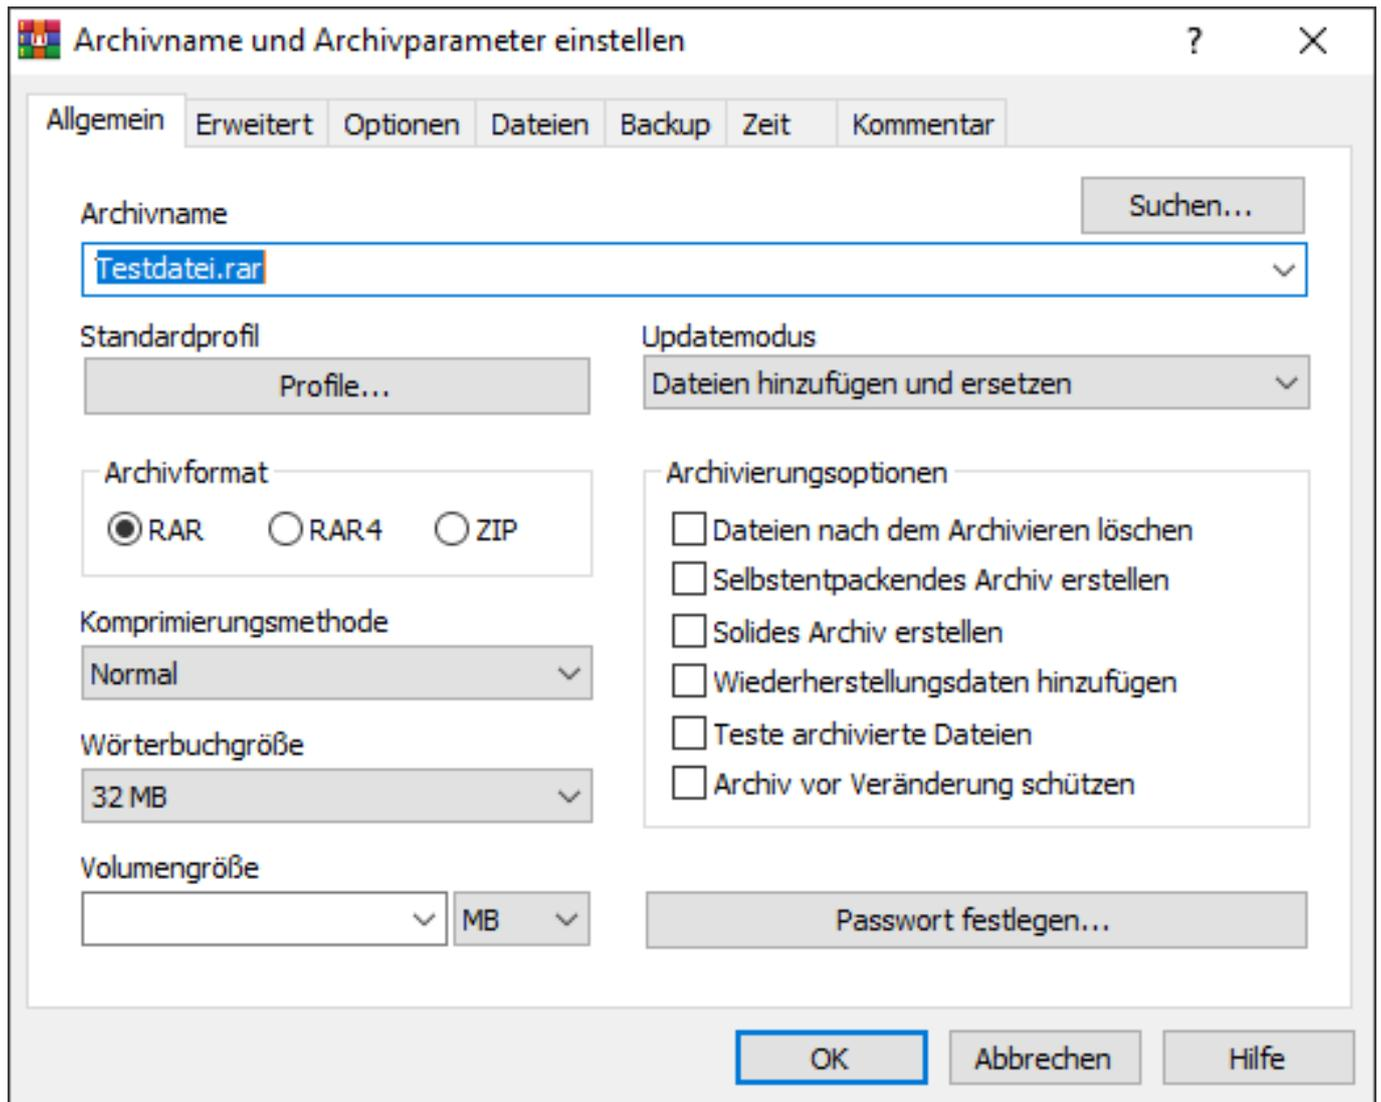 Archivname und Archivparameter einstellen ?
Allgemein Erweitert Optionen Dateien Backup Zeit Kommentar
Archivname
Suchen...
Testdatei.rar
Standardprofil
Profile...
Updatemodus
Dateien hinzufügen und ersetzen
Archivformat
RAR RAR4 ZIP
Komprimierungsmethode
Normal
Wörterbuchgröße
32 MB
Volumengröße
MB
Archivierungsoptionen
Dateien nach dem Archivieren löschen
Selbstentpackendes Archiv erstellen
Solides Archiv erstellen
Wiederherstellungsdaten hinzufügen
Teste archivierte Dateien
Archiv vor Veränderung schützen
Passwort festlegen...
OK Abbrechen Hilfe